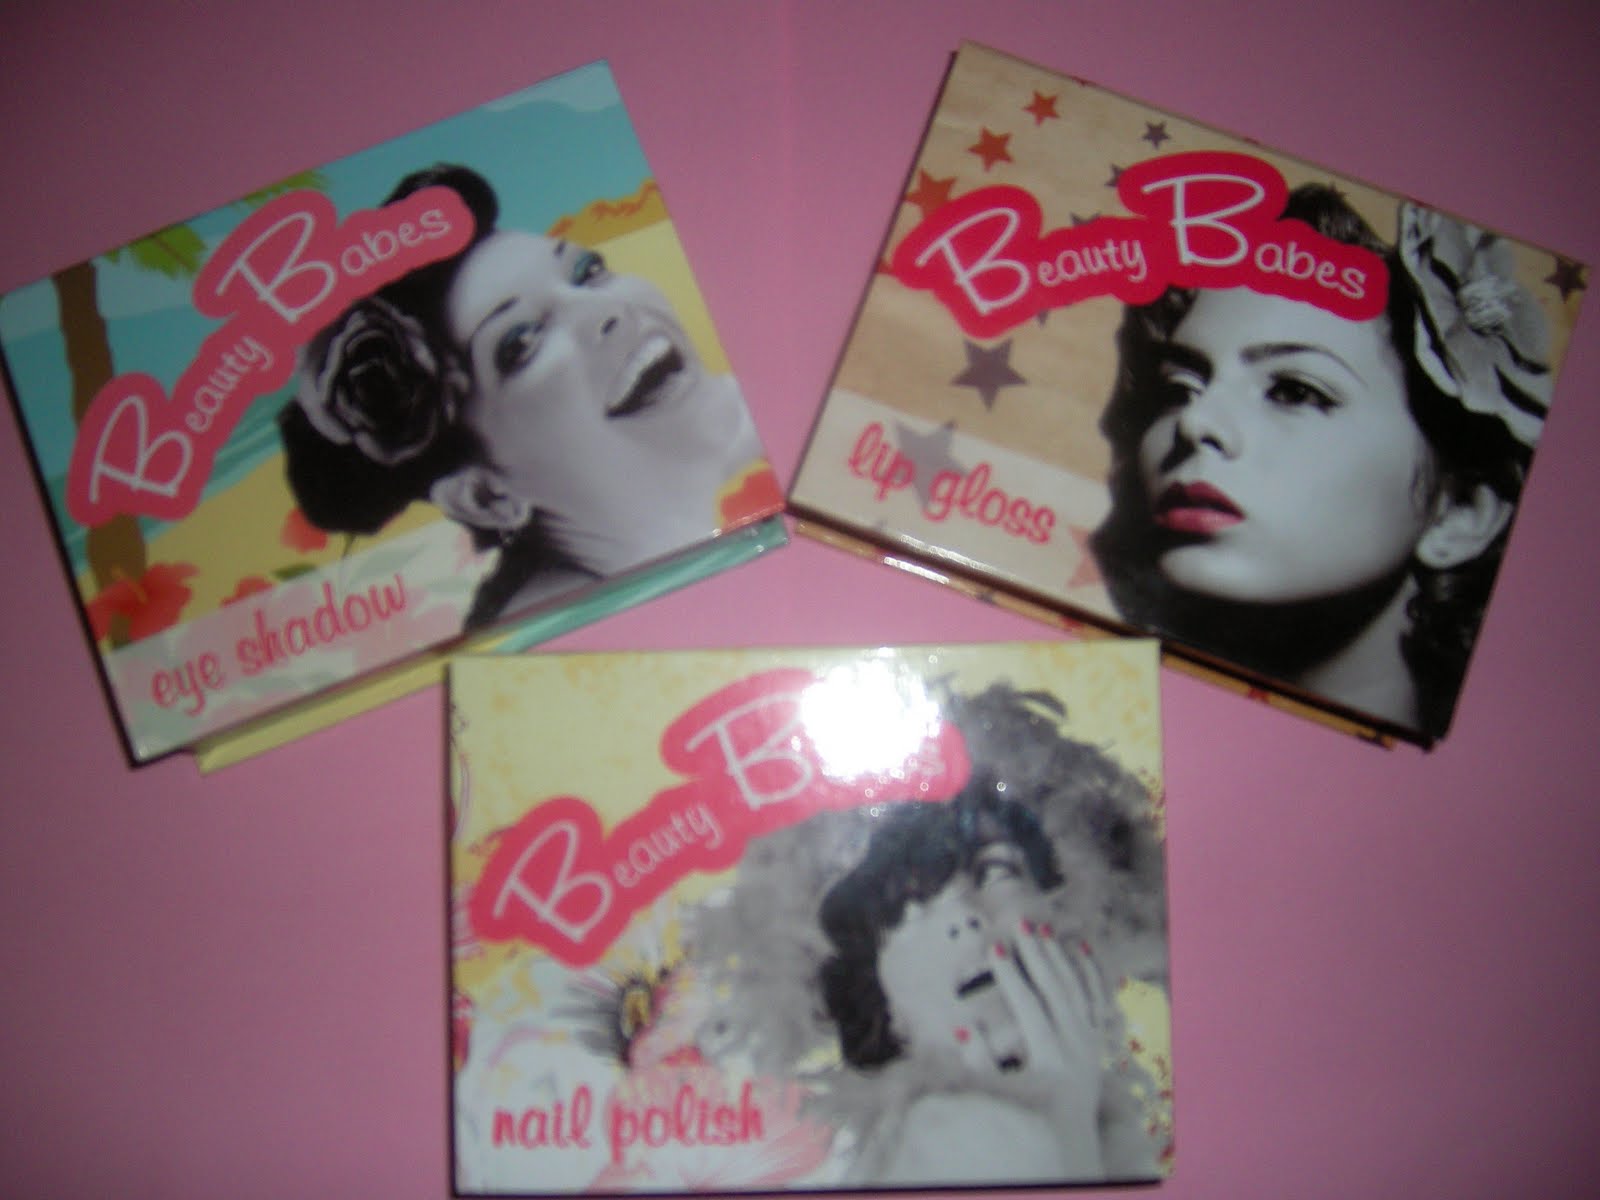 Beauty Babes
eye shadow
Beauty Babes
lip gloss
Beauty
nail polish